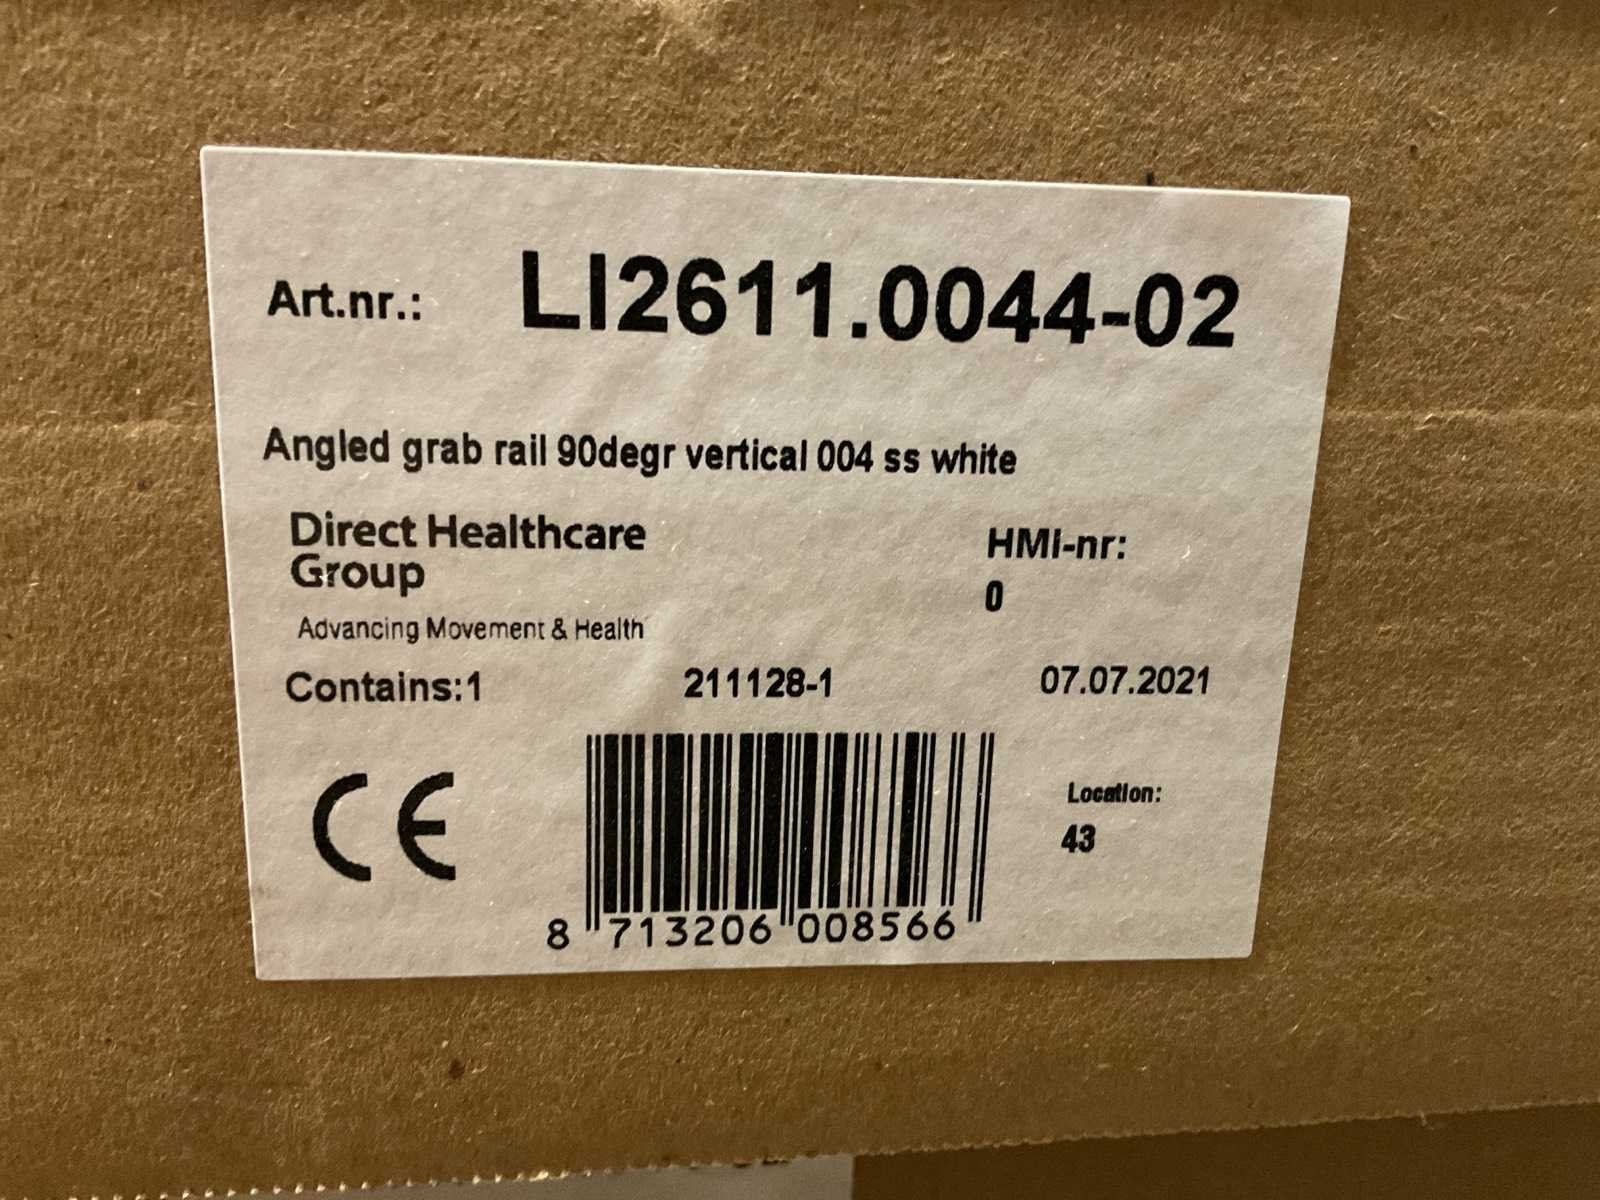 Art.nr.: LI2611.0044-02
Angled grab rail 90degr vertical 004 ss white
Direct Healthcare
Group
Advancing Movement & Health
HMI-nr:
0
Contains:1 211128-1 07.07.2021
CE
Location:
43
8 713206 008566